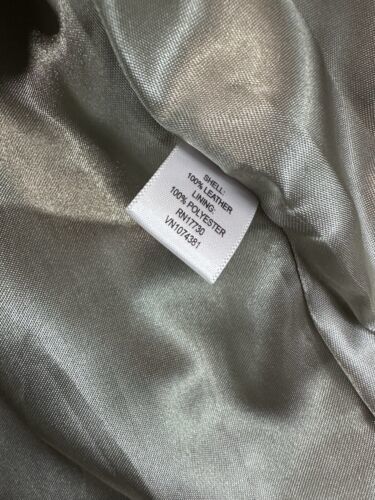 SHELL:
100% LEATHER
LINING:
100% POLYESTER
RN17730
VN1074381